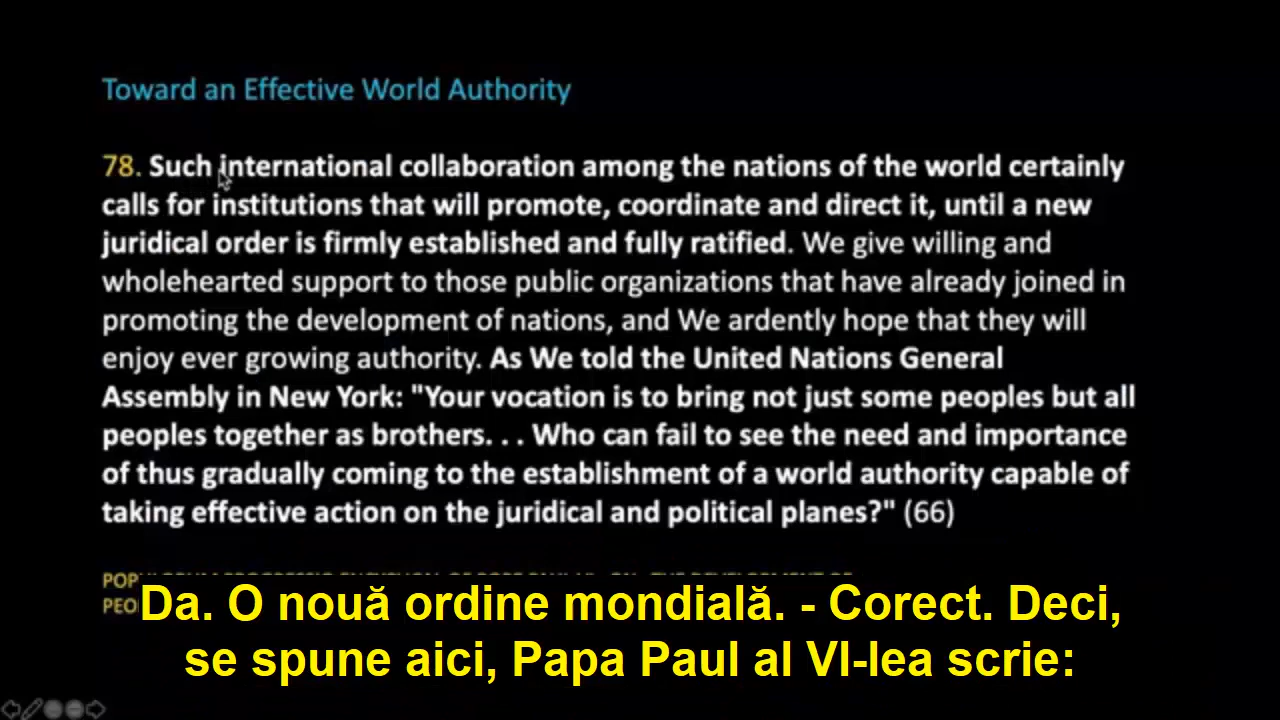 Toward an Effective World Authority
78. Such international collaboration among the nations of the world certainly
calls for institutions that will promote, coordinate and direct it, until a new
juridical order is firmly established and fully ratified. We give willing and
wholehearted support to those public organizations that have already joined in
promoting the development of nations, and We ardently hope that they will
enjoy ever growing authority. As We told the United Nations General
Assembly in New York: "Your vocation is to bring not just some peoples but all
peoples together as brothers. . . Who can fail to see the need and importance
of thus gradually coming to the establishment of a world authority capable of
taking effective action on the juridical and political planes?" (66)
Da. O nouă ordine mondială. - Corect. Deci,
se spune aici, Papa Paul al VI-lea scrie: